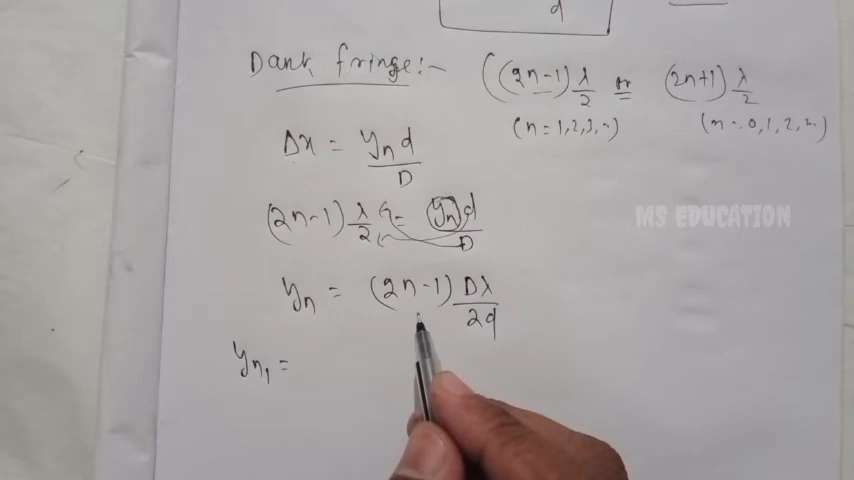 d
Dark fringe:- ((2n-1) λ/2 or (2n+1) λ/2
(n=1,2,3,..) (n=0,1,2,..)
Δx = yn d/D
(2n-1) λ/2 = yn d/D
MS EDUCATION
yn = (2n-1) Dλ/2d
yn1 =